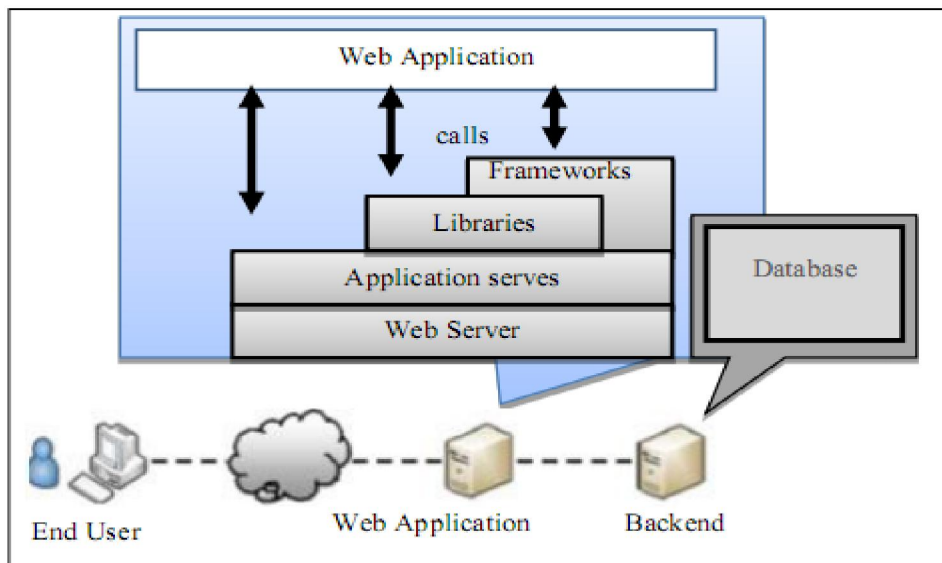 Web Application
calls
Frameworks
Libraries
Application serves
Web Server
Database
End User
Web Application
Backend